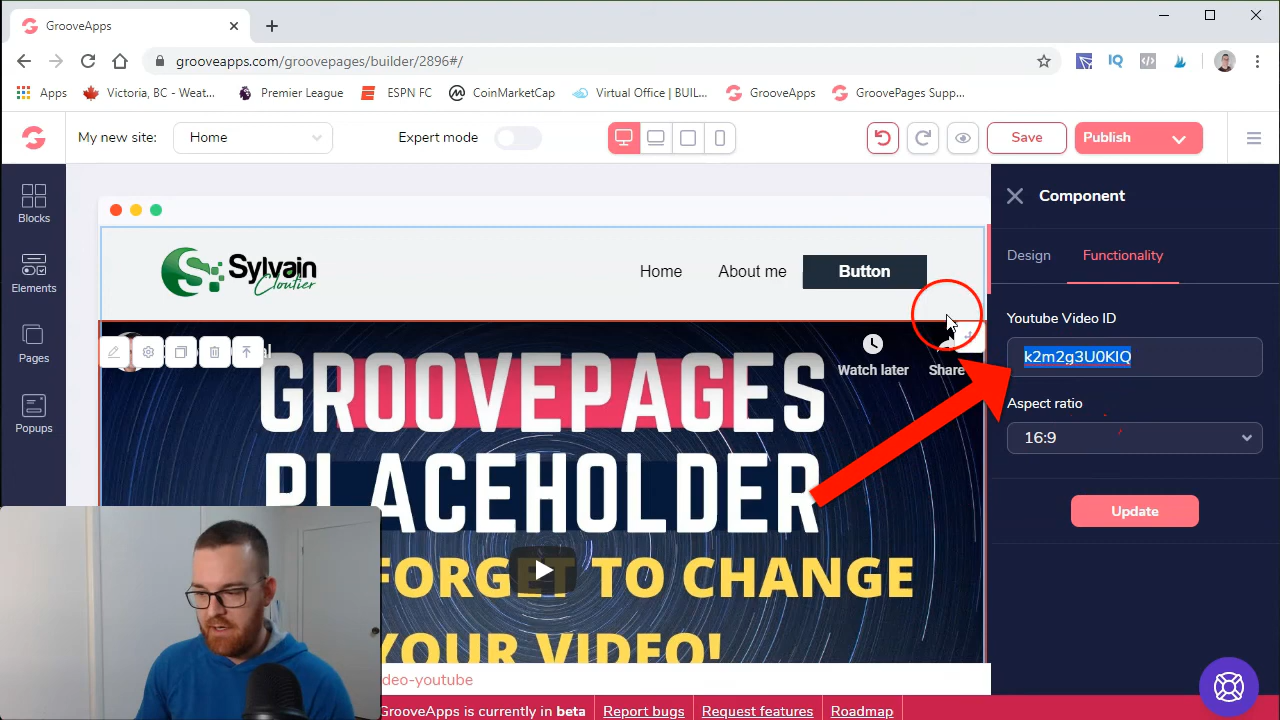 GrooveApps
grooveapps.com/groovepages/builder/2896#/
Apps
Victoria, BC - Weat...
Premier League
ESPN FC
CoinMarketCap
Virtual Office | BUIL...
GrooveApps
GroovePages Supp...
My new site:
Home
Expert mode
Save
Publish
Blocks
Elements
Pages
Popups
Sylvain
Cloutier
Home
About me
Button
Watch later
Share
GROOVEPAGES
PLACEHOLDER
FORGET TO CHANGE
YOUR VIDEO!
deo-youtube
Component
Design
Functionality
Youtube Video ID
k2m2g3U0KIQ
Aspect ratio
16:9
Update
GrooveApps is currently in beta
Report bugs
Request features
Roadmap